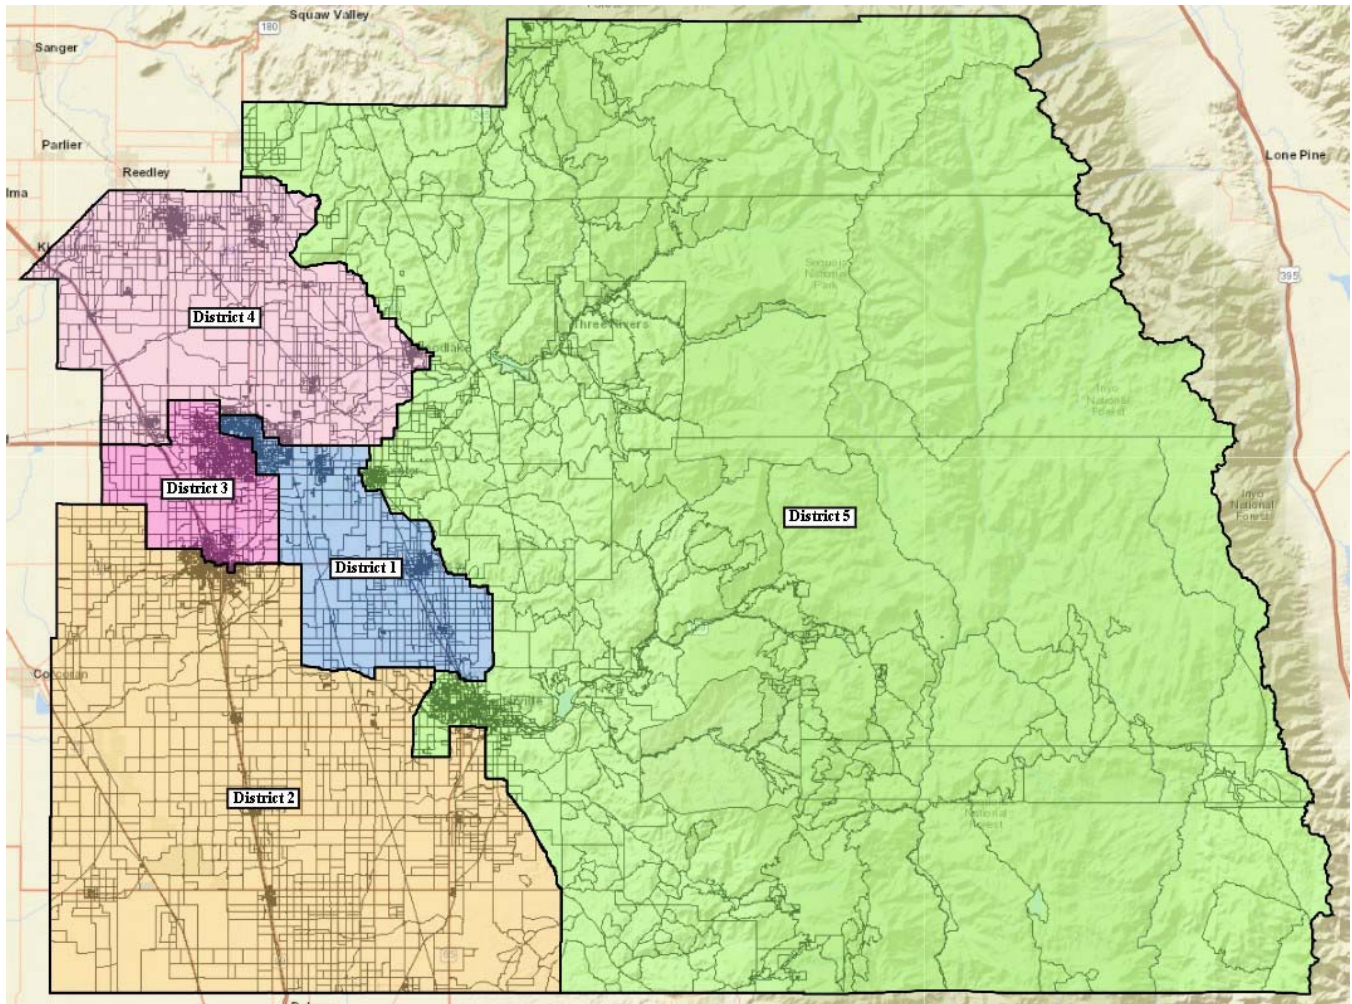 Squaw Valley
180
Sanger
Parlier
Reedley
Lone Pine
395
District 4
Sequoia
National
Park
Three Rivers
Inyo
National
Forest
District 3
District 5
Inyo
National
Forest
District 1
Corcoran
District 2
National
Forest